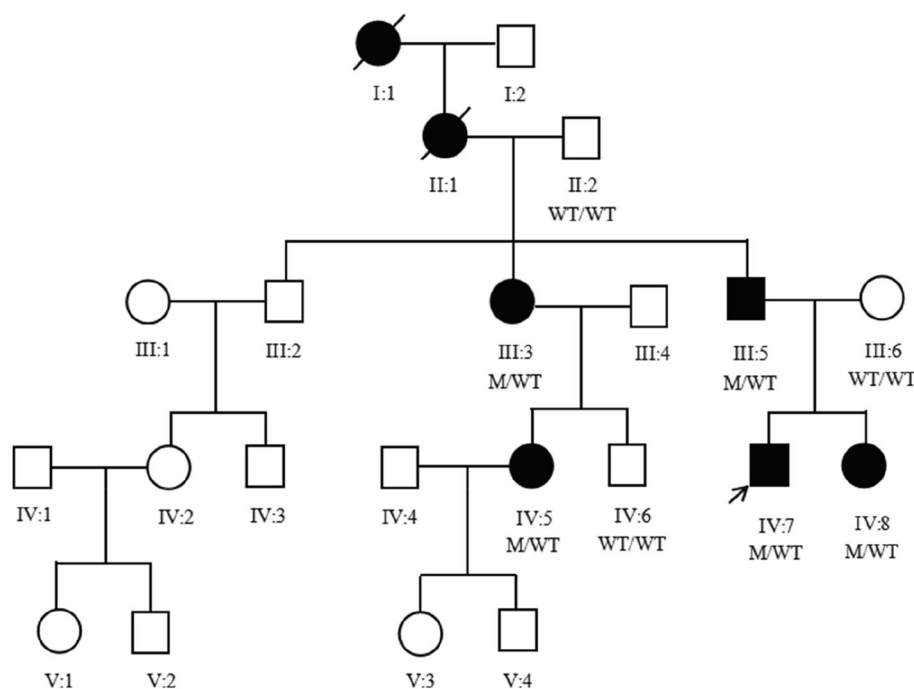 I:1 I:2
II:1 II:2
WT/WT
III:1 III:2 III:3 III:4 III:5 III:6
M/WT M/WT WT/WT
IV:1 IV:2 IV:3 IV:4 IV:5 IV:6 IV:7 IV:8
M/WT WT/WT M/WT M/WT
V:1 V:2 V:3 V:4